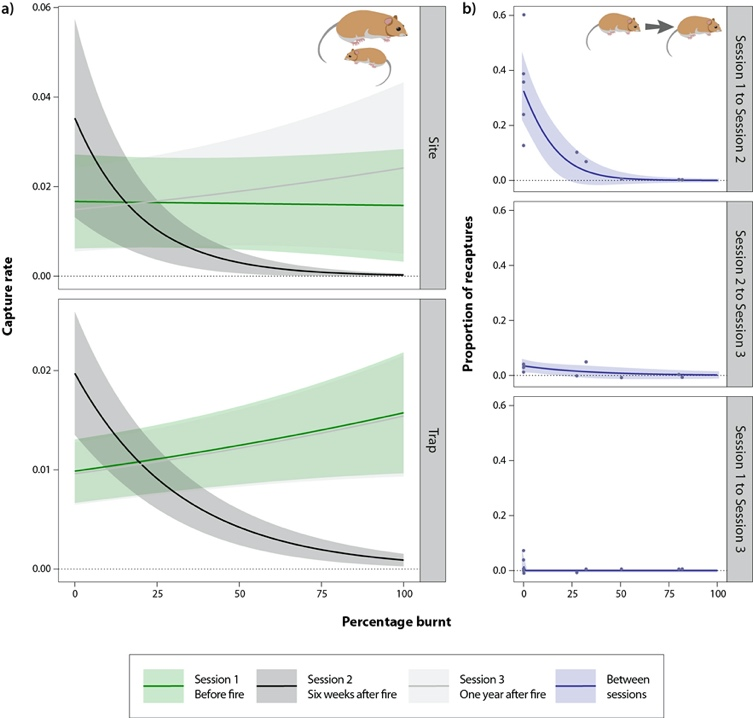 a)
Capture rate
0.06
0.04
0.02
0.00
Site
0.02
0.01
0.00
Trap
0
25
50
75
100
Percentage burnt
b)
Proportion of recaptures
0.6
0.4
0.2
0.0
Session 1 to Session 2
0.6
0.4
0.2
0.0
Session 2 to Session 3
0.6
0.4
0.2
0.0
Session 1 to Session 3
0
25
50
75
100
Session 1
Before fire
Session 2
Six weeks after fire
Session 3
One year after fire
Between
sessions